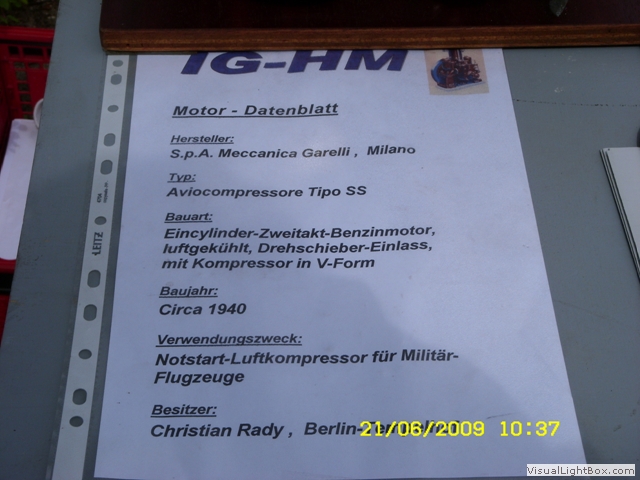 IG-HM
Motor - Datenblatt
Hersteller:
S.p.A. Meccanica Garelli , Milano
Typ:
Aviocompressore Tipo SS
Bauart:
Eincylinder-Zweitakt-Benzinmotor,
luftgekühlt, Drehschieber-Einlass,
mit Kompressor in V-Form
Baujahr:
Circa 1940
Verwendungszweck:
Notstart-Luftkompressor für Militär-
Flugzeuge
Besitzer:
Christian Rady , Berlin-
21/06/2009 10:37
LEITZ
VisualLightBox.com